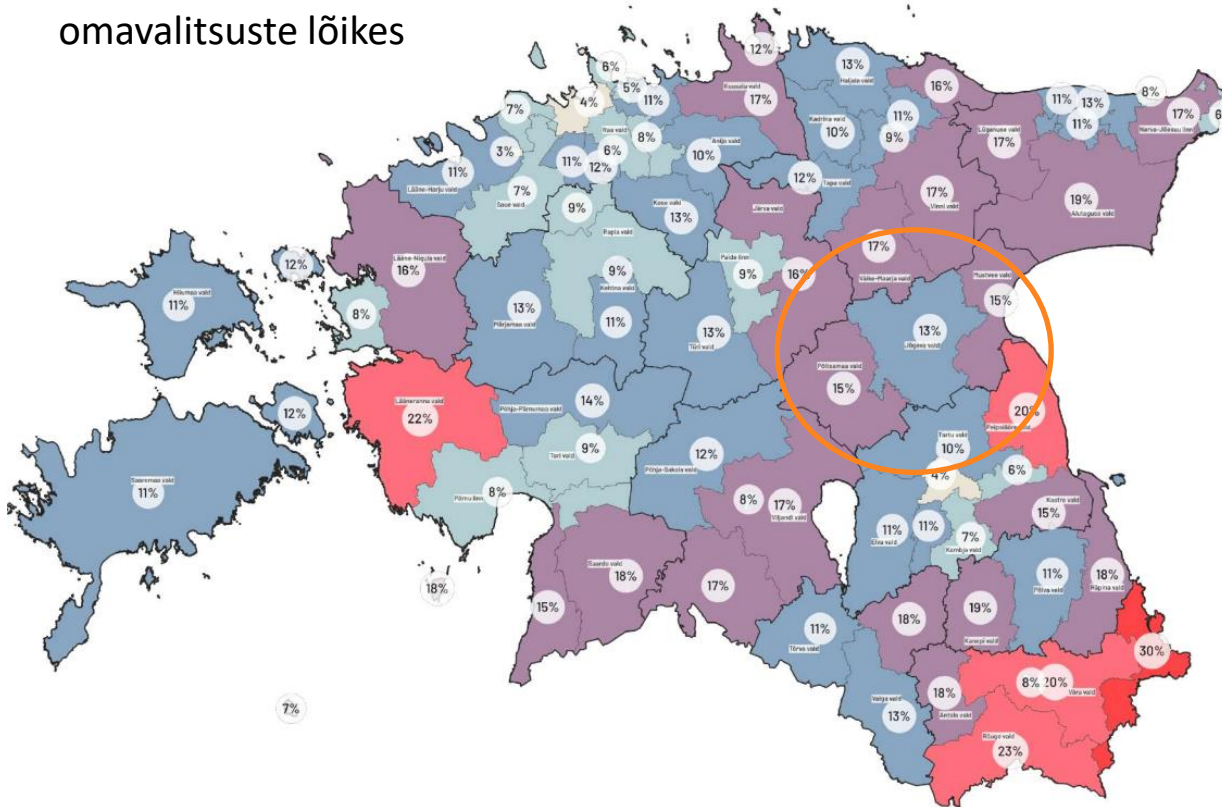 omavalitsuste lõikes
12%
6%
13%
Haljala vald
5%
11%
16%
11%
13%
8%
7%
4%
Kuusalu vald
17%
Kadrina vald
10%
11%
9%
11%
17%
Narva-Jõesuu linn
6
Rae vald
8%
Anija vald
10%
Lüganuse vald
17%
3%
11%
6%
12%
11%
Lääne-Harju vald
7%
Saue vald
12%
Tapa vald
17%
Vinni vald
19%
Alutaguse vald
9%
Kose vald
13%
Järva vald
Rapla vald
17%
Väike-Maarja vald
Lääne-Nigula vald
16%
12%
9%
Kehtna vald
11%
Paide linn
9%
16%
Mustvee vald
15%
Hiiumaa vald
11%
8%
13%
Märjamaa vald
13%
Türi vald
13%
Jõgeva vald
Põltsamaa vald
15%
14%
Põhja-Pärnumaa vald
Lääneranna vald
22%
12%
20%
Peipsiääre vald
Tartu vald
10%
9%
Tori vald
12%
Põhja-Sakala vald
4%
6%
Saaremaa vald
11%
Pärnu linn
8%
8%
17%
Viljandi vald
Kastre vald
15%
11%
Elva vald
11%
7%
Kambja vald
Saarde vald
18%
17%
18%
15%
11%
Põlva vald
18%
Räpina vald
18%
19%
Kanepi vald
11%
Tõrva vald
30%
8%
20%
Võru vald
18%
Antsla vald
Valga vald
13%
7%
Rõuge vald
23%